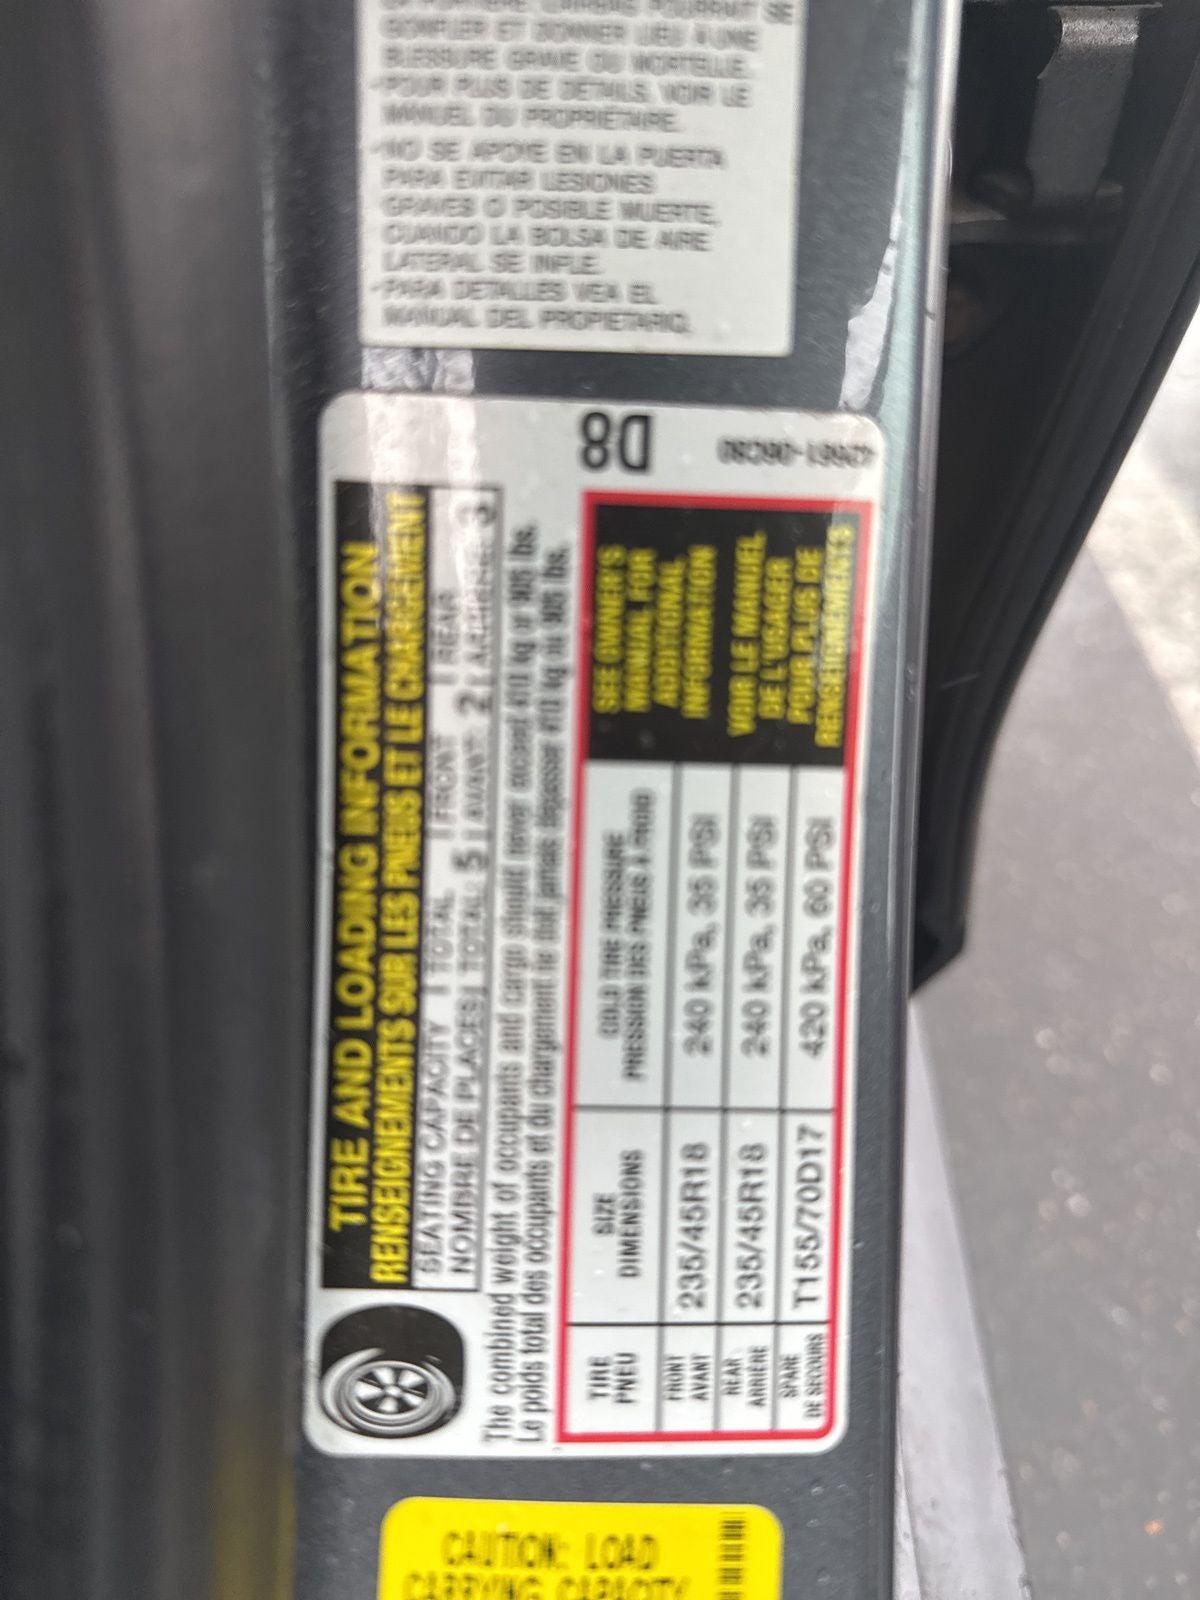 LA PORTIÈRE. L'AIRBAG POURRAIT SE
GONFLER ET DONNER LIEU À UNE
BLESSURE GRAVE OU MORTELLE.
•POUR PLUS DE DETAILS, VOIR LE
MANUEL DU PROPRIÉTAIRE.
•NO SE APOYE EN LA PUERTA
PARA EVITAR LESIONES
GRAVES O POSIBLE MUERTE,
CUANDO LA BOLSA DE AIRE
LATERAL SE INFLE.
•PARA DETALLES VEA EL
MANUAL DEL PROPIETARIO.
D8
42661-06C80
TIRE AND LOADING INFORMATION
RENSEIGNEMENTS SUR LES PNEUS ET LE CHARGEMENT
SEATING CAPACITY TOTAL FRONT REAR
NOMBRE DE PLACES TOTAL: 5 AVANT: 2 ARRIÈRE: 3
The combined weight of occupants and cargo should never exceed 410 kg or 905 lbs.
Le poids total des occupants et du chargement ne doit jamais dépasser 410 kg ou 905 lbs.
TIRE
PNEU
SIZE
DIMENSIONS
COLD TIRE PRESSURE
PRESSION DES PNEUS À FROID
FRONT
AVANT
235/45R18
240 kPa, 35 PSI
REAR
ARRIÈRE
235/45R18
240 kPa, 35 PSI
SPARE
DE SECOURS
T155/70D17
420 kPa, 60 PSI
SEE OWNER'S
MANUAL FOR
ADDITIONAL
INFORMATION
VOIR LE MANUEL
DE L'USAGER
POUR PLUS DE
RENSEIGNEMENTS
CAUTION: LOAD
CARRYING CAPACITY